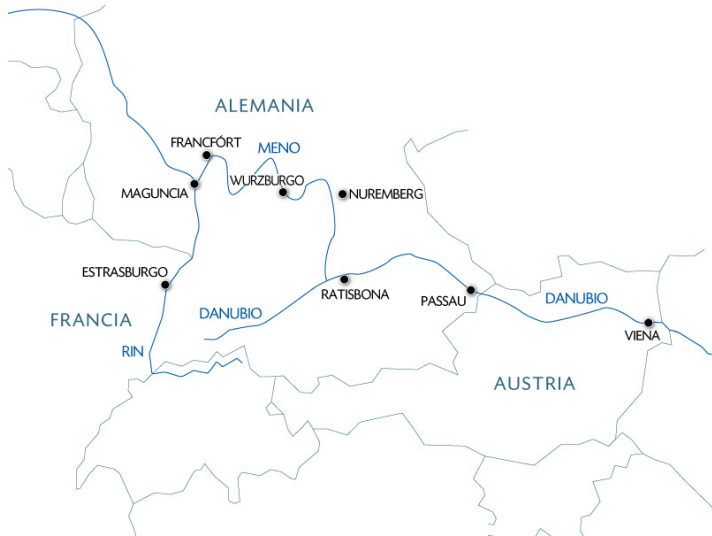 ALEMANIA
FRANCFÓRT
MENO
WURZBURGO
MAGUNCIA
NUREMBERG
ESTRASBURGO
RATISBONA
PASSAU
DANUBIO
DANUBIO
FRANCIA
VIENA
RIN
AUSTRIA